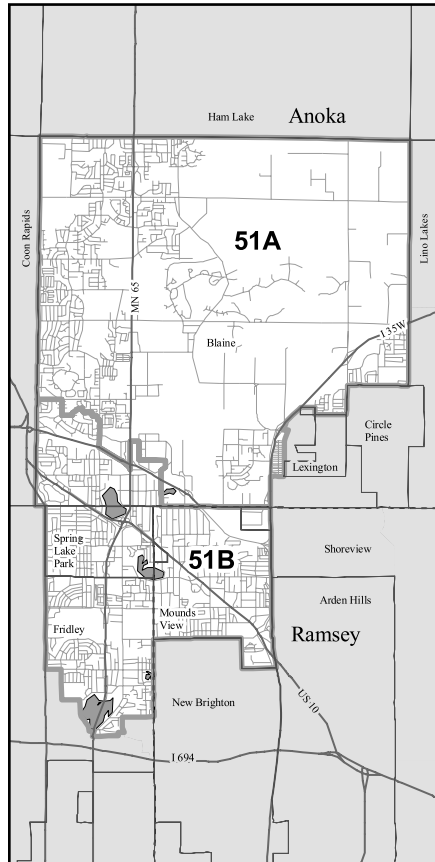 Ham Lake
Anoka
Coon Rapids
51A
Lino Lakes
MN 65
I 35W
Blaine
Circle
Pines
Lexington
Spring
Lake
Park
51B
Shoreview
Arden Hills
Mounds
View
Fridley
Ramsey
New Brighton
US 10
I 694